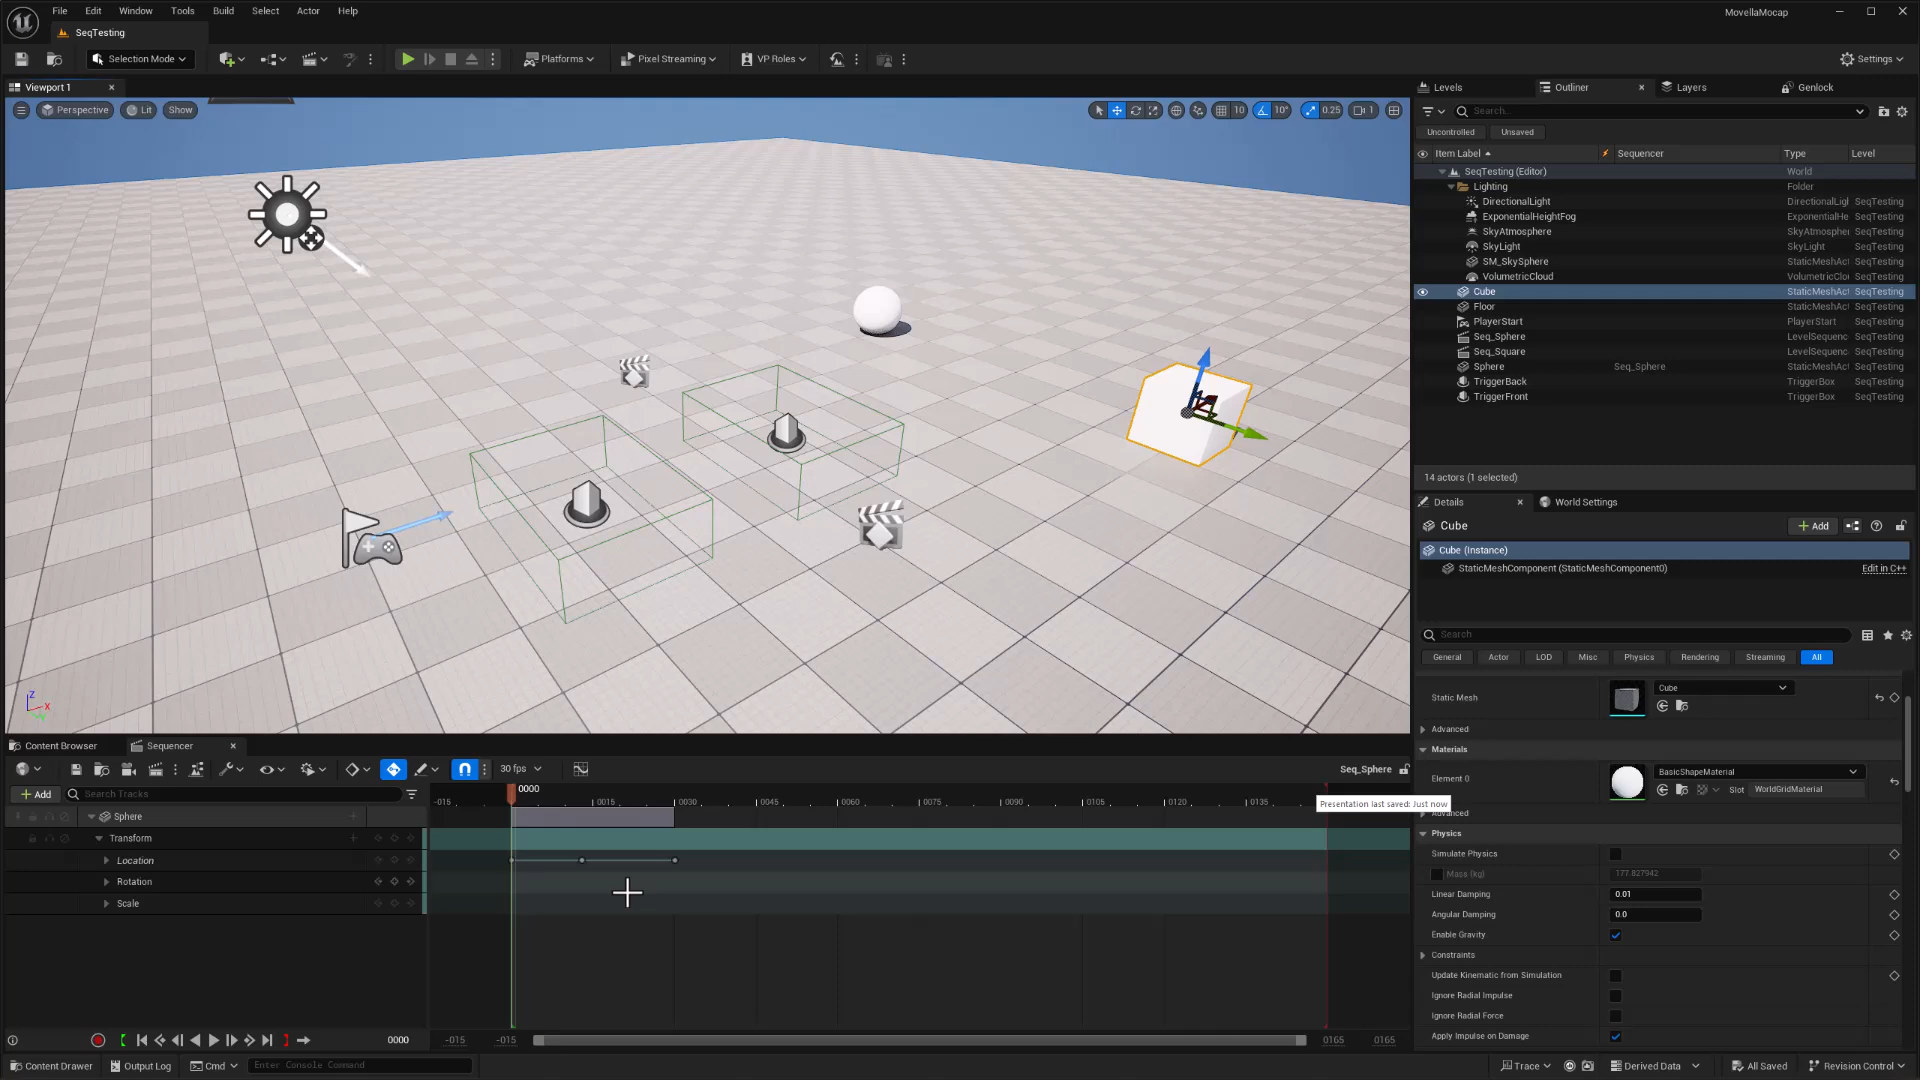 File Edit Window Tools Build Select Actor Help
MovellaMocap
SeqTesting
Selection Mode
Platforms
Pixel Streaming
VP Roles
Settings
Viewport 1
Perspective
Lit
Show
10
10°
0.25
1
Z
X
Y
Levels
Outliner
Layers
Genlock
Search...
Uncontrolled
Unsaved
Item Label Sequencer Type Level
SeqTesting (Editor) World
Lighting Folder
DirectionalLight DirectionalLigh SeqTesting
ExponentialHeightFog ExponentialHe SeqTesting
SkyAtmosphere SkyAtmospher SeqTesting
SkyLight SkyLight SeqTesting
SM_SkySphere StaticMeshAct SeqTesting
VolumetricCloud VolumetricClou SeqTesting
Cube StaticMeshAct SeqTesting
Floor StaticMeshAct SeqTesting
PlayerStart PlayerStart SeqTesting
Seq_Sphere LevelSequenc SeqTesting
Seq_Square LevelSequenc SeqTesting
Sphere Seq_Sphere StaticMeshAct SeqTesting
TriggerBack TriggerBox SeqTesting
TriggerFront TriggerBox SeqTesting
14 actors (1 selected)
Details
World Settings
Cube
Add
Cube (Instance)
StaticMeshComponent (StaticMeshComponent0) Edit in C++
Search
General Actor LOD Misc Physics Rendering Streaming All
Static Mesh
Cube
Advanced
Materials
Element 0
BasicShapeMaterial
Slot WorldGridMaterial
Advanced
Physics
Simulate Physics
Mass (kg) 177.827942
Linear Damping 0.01
Angular Damping 0.0
Enable Gravity
Constraints
Update Kinematic from Simulation
Ignore Radial Impulse
Ignore Radial Force
Apply Impulse on Damage
Content Browser
Sequencer
30 fps
Seq_Sphere
Add
Search Tracks
0000
-015 0015 0030 0045 0060 0075 0090 0105 0120 0135
Presentation last saved: Just now
Sphere
Transform
Location
Rotation
Scale
0000
-015 -015 0165 0165
Content Drawer
Output Log
Cmd
Enter Console Command
Trace
Derived Data
All Saved
Revision Control